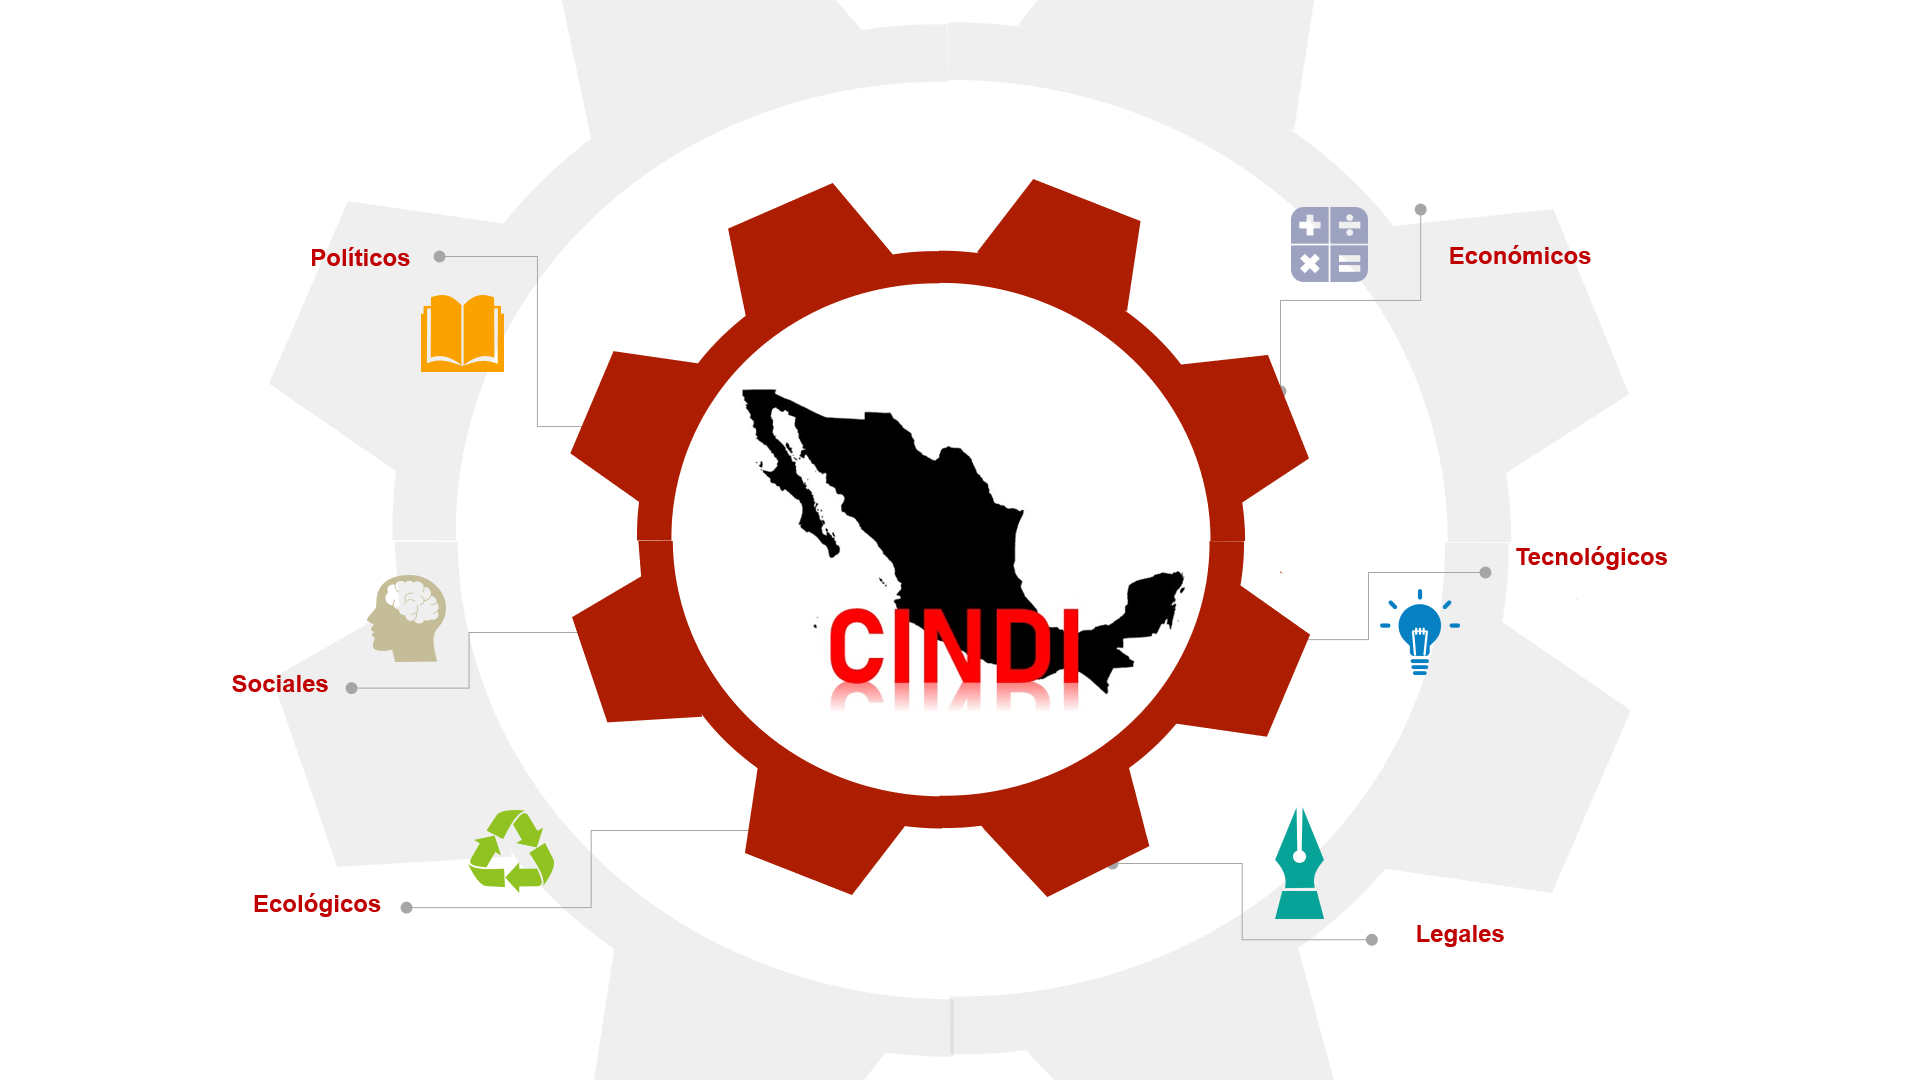 Políticos
Económicos
Tecnológicos
CINDI
Sociales
Ecológicos
Legales